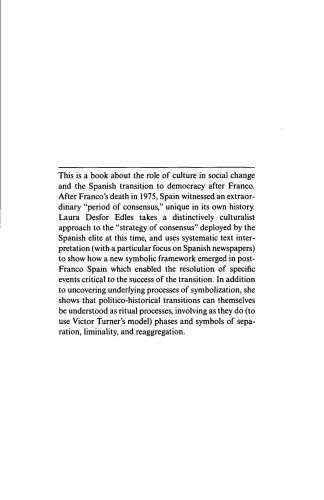 This is a book about the role of culture in social change
and the Spanish transition to democracy after Franco.
After Franco's death in 1975, Spain witnessed an extraor-
dinary “period of consensus,” unique in its own history.
Laura Desfor Edles takes a distinctively culturalist
approach to the “strategy of consensus” deployed by the
Spanish elite at this time, and uses systematic text inter-
pretation (with a particular focus on Spanish newspapers)
to show how a new symbolic framework emerged in post-
Franco Spain which enabled the resolution of specific
events critical to the success of the transition. In addition
to uncovering underlying processes of symbolization, she
shows that politico-historical transitions can themselves
be understood as ritual processes, involving as they do (to
use Victor Turner's model) phases and symbols of sepa-
ration, liminality, and reaggregation.